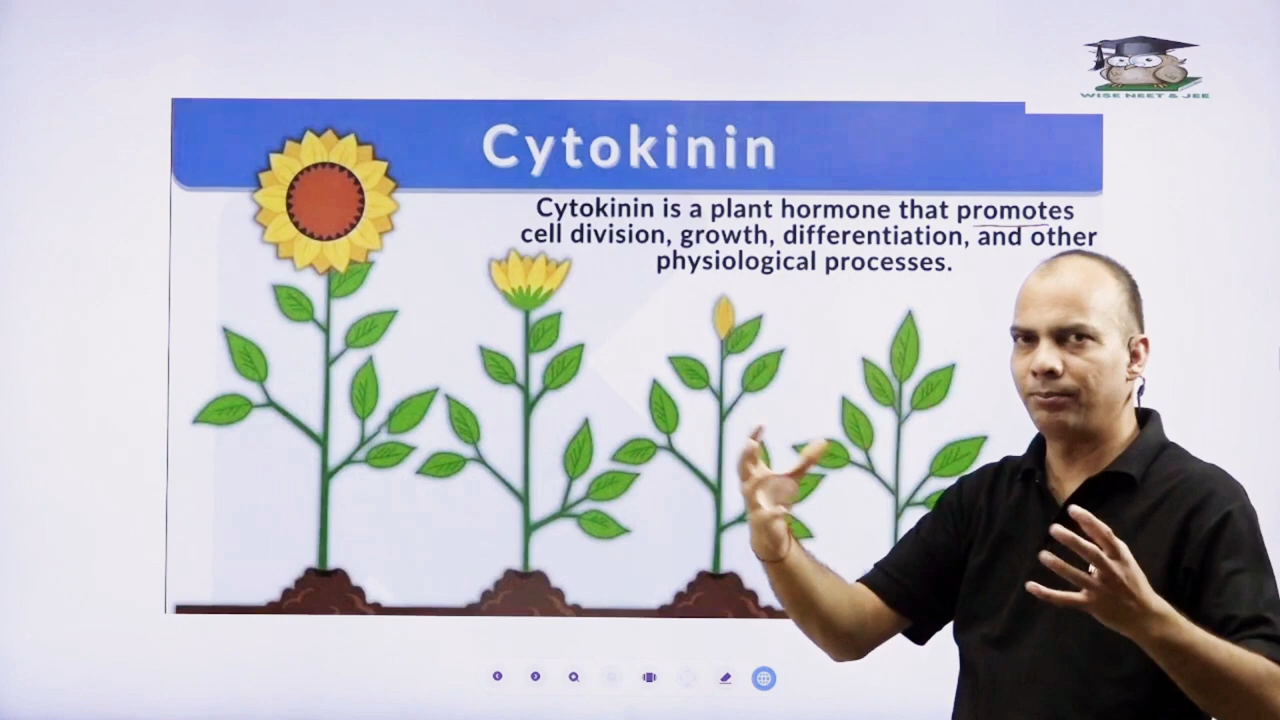 WISE NEET & JEE
Cytokinin
Cytokinin is a plant hormone that promotes
cell division, growth, differentiation, and other
physiological processes.